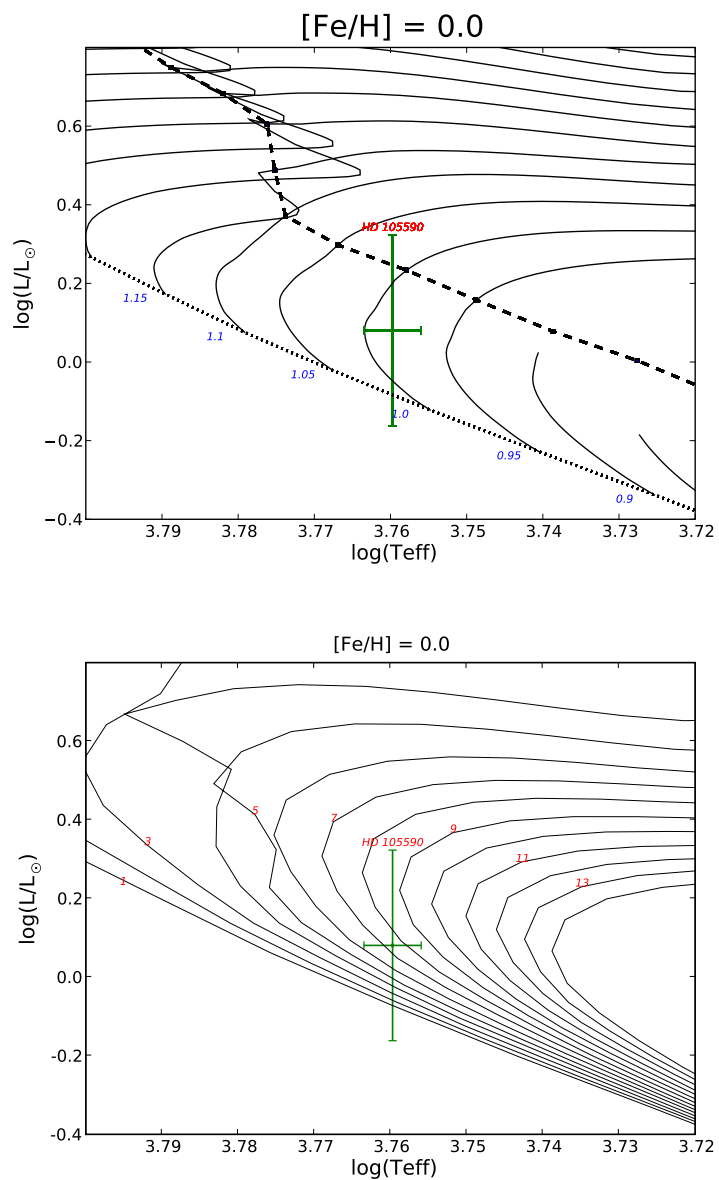 [Fe/H] = 0.0
0.6
0.4
0.2
0.0
−0.2
−0.4
log(L/L☉)
HD 105590
1.15
1.1
1.05
1.0
0.95
0.9
3.79 3.78 3.77 3.76 3.75 3.74 3.73 3.72
log(Teff)
[Fe/H] = 0.0
0.6
0.4
0.2
0.0
-0.2
-0.4
log(L/L☉)
5
7
9
3
HD 105590
11
1
13
3.79 3.78 3.77 3.76 3.75 3.74 3.73 3.72
log(Teff)